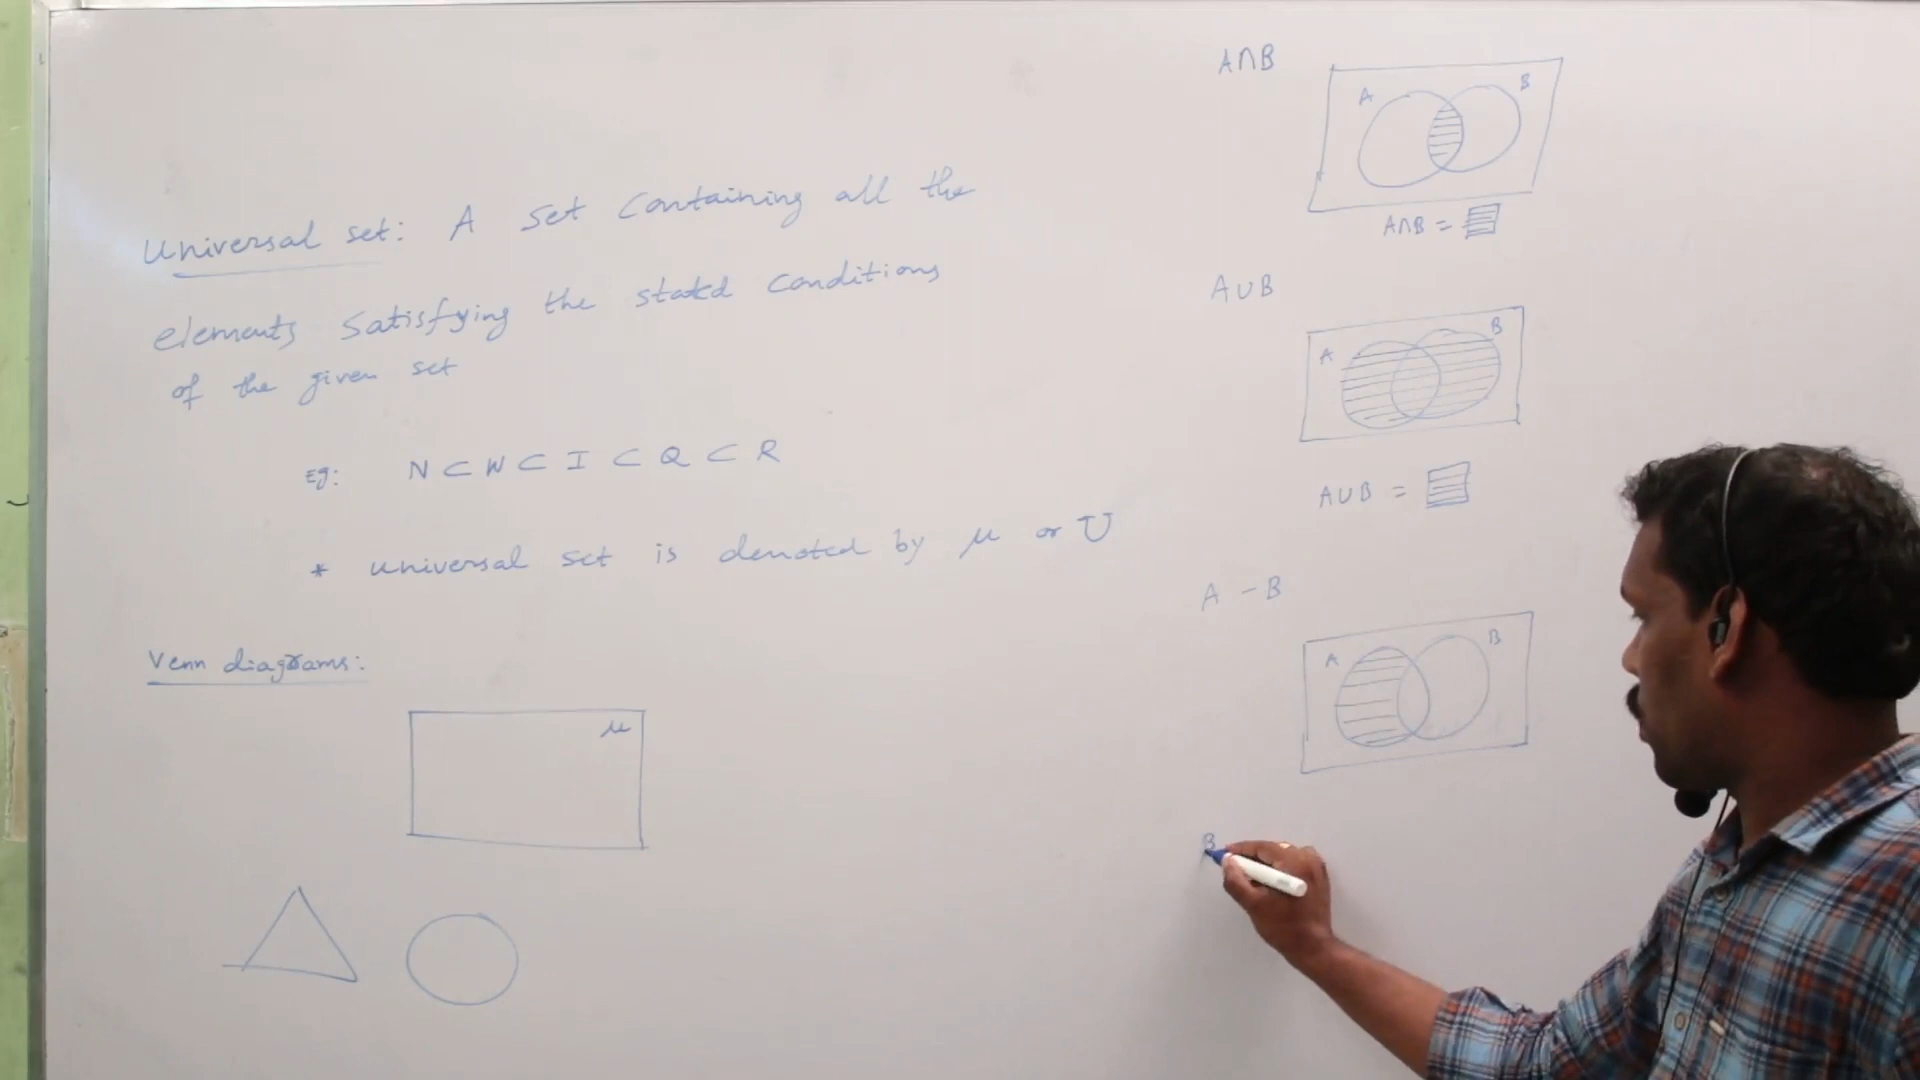 Universal set: A set containing all the
elements satisfying the stated conditions
of the given set
Eg: N ⊂ W ⊂ I ⊂ Q ⊂ R
* universal set is denoted by μ or U
Venn diagrams:
μ
A∩B
A B
A∩B =
A∪B
A B
A∪B =
A - B
A B
B